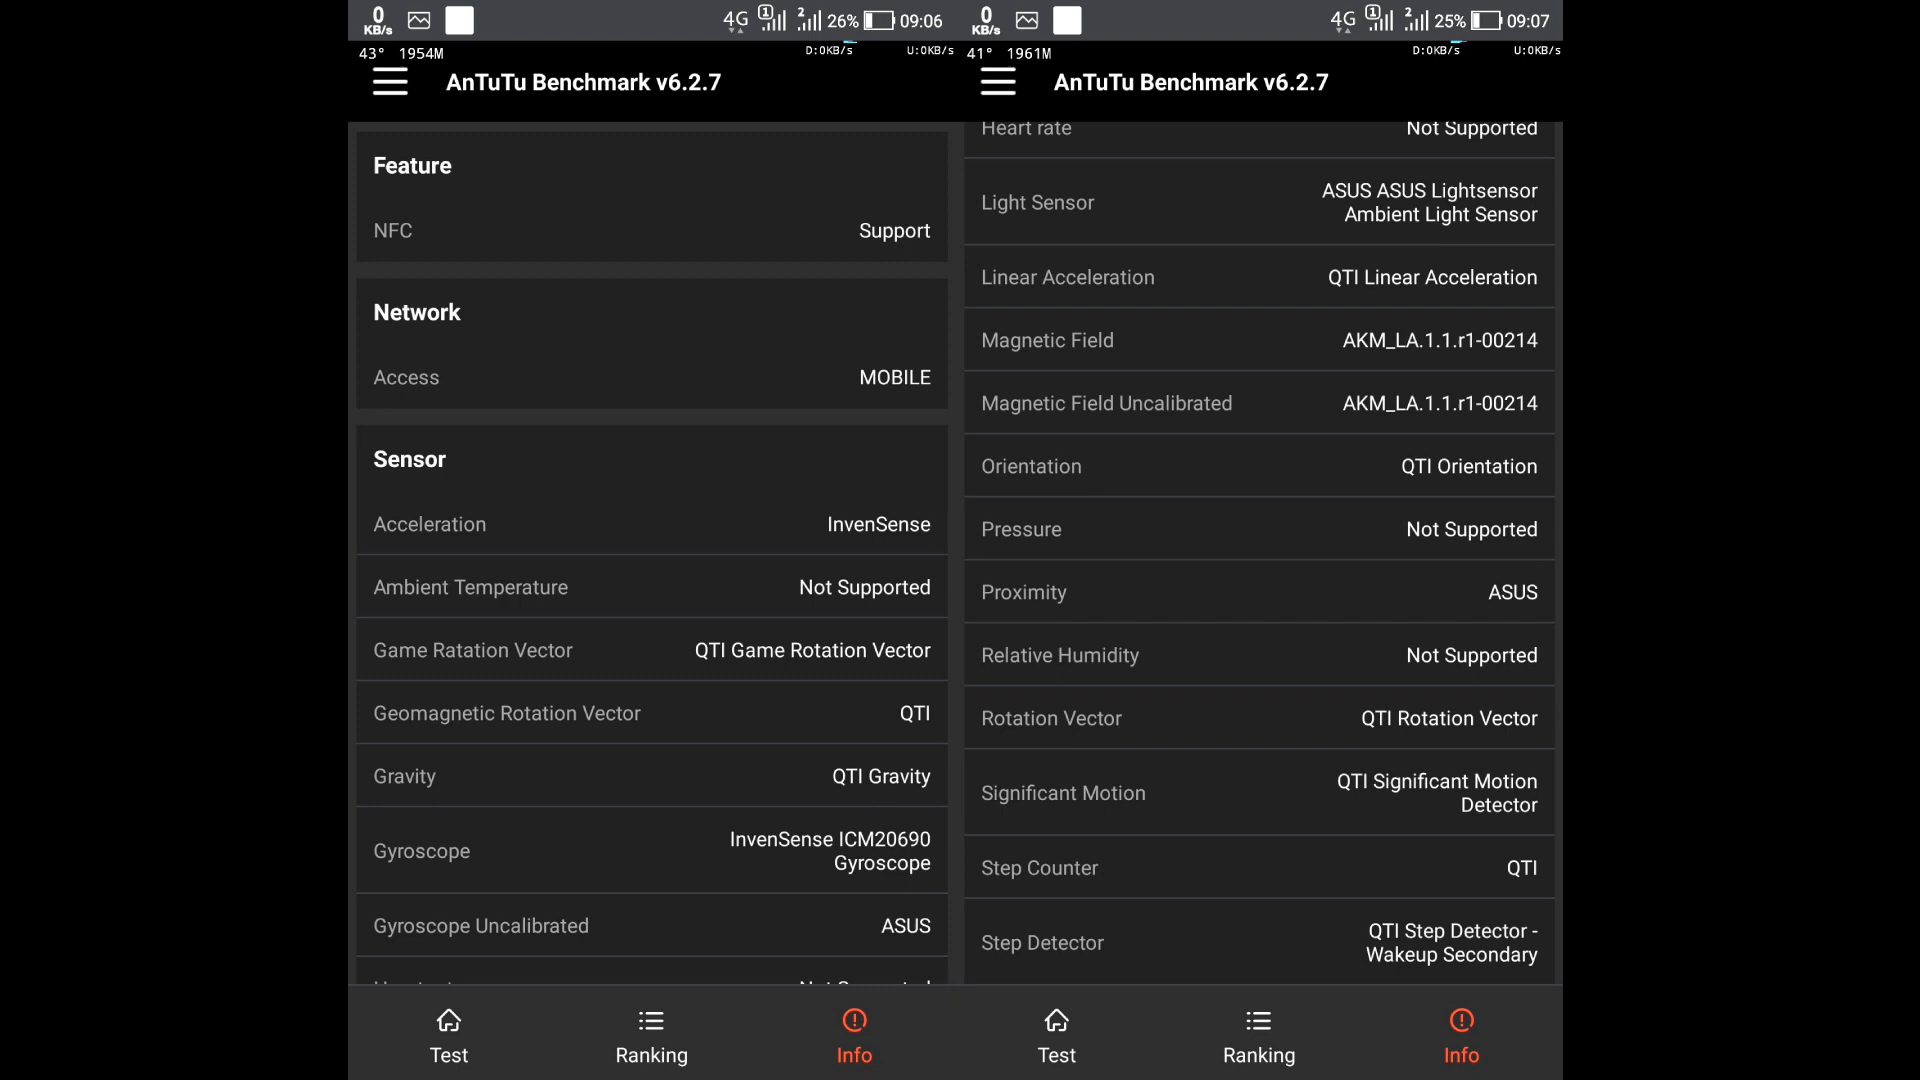 0
KB/s
4G 1 2 26% 09:06
43° 1954M
D:0KB/s U:0KB/s
AnTuTu Benchmark v6.2.7
Feature
NFC Support
Network
Access MOBILE
Sensor
Acceleration InvenSense
Ambient Temperature Not Supported
Game Ratation Vector QTI Game Rotation Vector
Geomagnetic Rotation Vector QTI
Gravity QTI Gravity
Gyroscope InvenSense ICM20690
Gyroscope
Gyroscope Uncalibrated ASUS
Test Ranking Info
0
KB/s
4G 1 2 25% 09:07
41° 1961M
D:0KB/s U:0KB/s
AnTuTu Benchmark v6.2.7
Heart rate Not Supported
Light Sensor ASUS ASUS Lightsensor
Ambient Light Sensor
Linear Acceleration QTI Linear Acceleration
Magnetic Field AKM_LA.1.1.r1-00214
Magnetic Field Uncalibrated AKM_LA.1.1.r1-00214
Orientation QTI Orientation
Pressure Not Supported
Proximity ASUS
Relative Humidity Not Supported
Rotation Vector QTI Rotation Vector
Significant Motion QTI Significant Motion
Detector
Step Counter QTI
Step Detector QTI Step Detector -
Wakeup Secondary
Test Ranking Info